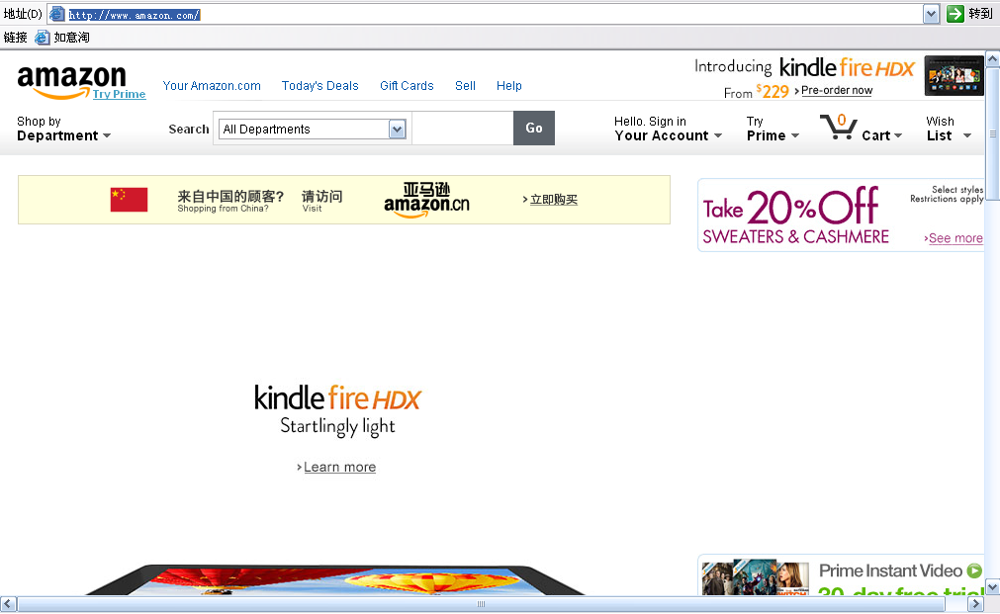 地址(D) http://www.amazon.com/ 转到
链接 如意淘
amazon
Try Prime
Your Amazon.com Today's Deals Gift Cards Sell Help
Introducing kindle fire HDX
From $229 › Pre-order now
Shop by
Department
Search All Departments Go
Hello. Sign in
Your Account
Try
Prime
0
Cart
Wish
List
来自中国的顾客? 请访问
Shopping from China? Visit
亚马逊
amazon.cn
› 立即购买
Take 20% Off
SWEATERS & CASHMERE
Select styles
Restrictions apply
› See more
kindle fire HDX
Startlingly light
› Learn more
Prime Instant Video
30-day free trial